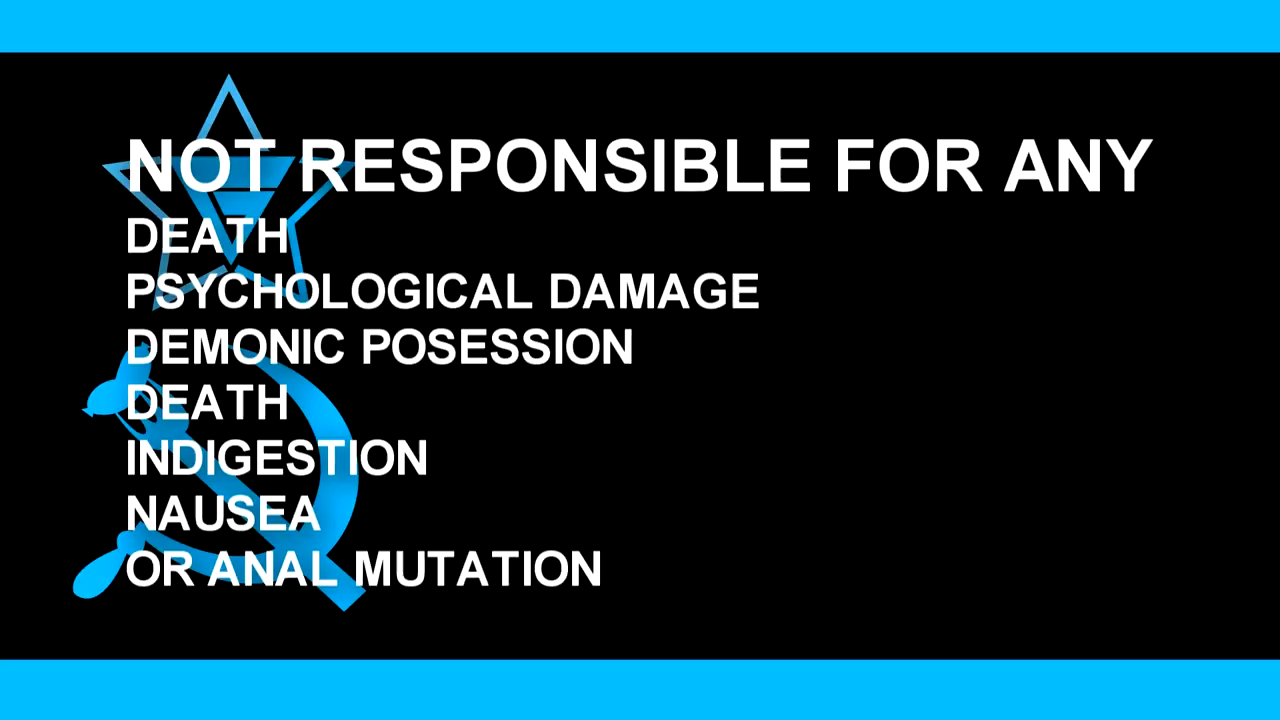 NOT RESPONSIBLE FOR ANY
DEATH
PSYCHOLOGICAL DAMAGE
DEMONIC POSESSION
DEATH
INDIGESTION
NAUSEA
OR ANAL MUTATION